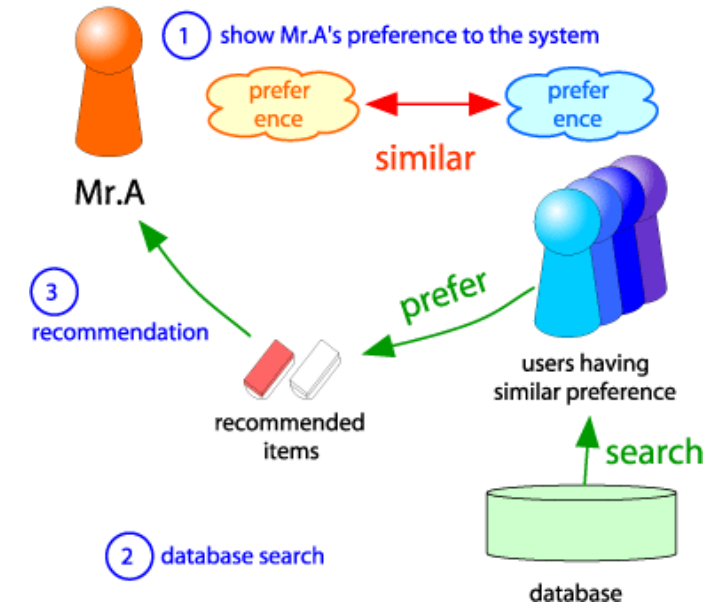 1 show Mr.A's preference to the system
prefer
ence
prefer
ence
similar
Mr.A
3
recommendation
prefer
users having
similar preference
recommended
items
search
2 database search
database